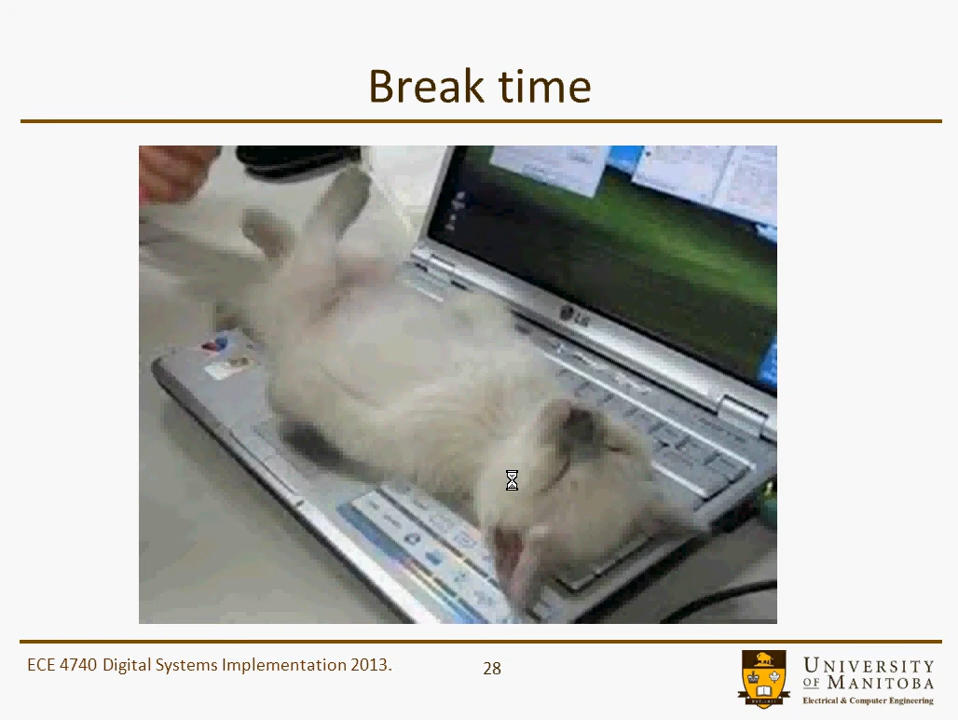 Break time
LG
ECE 4740 Digital Systems Implementation 2013.
28
UNIVERSITY
OF MANITOBA
Electrical & Computer Engineering